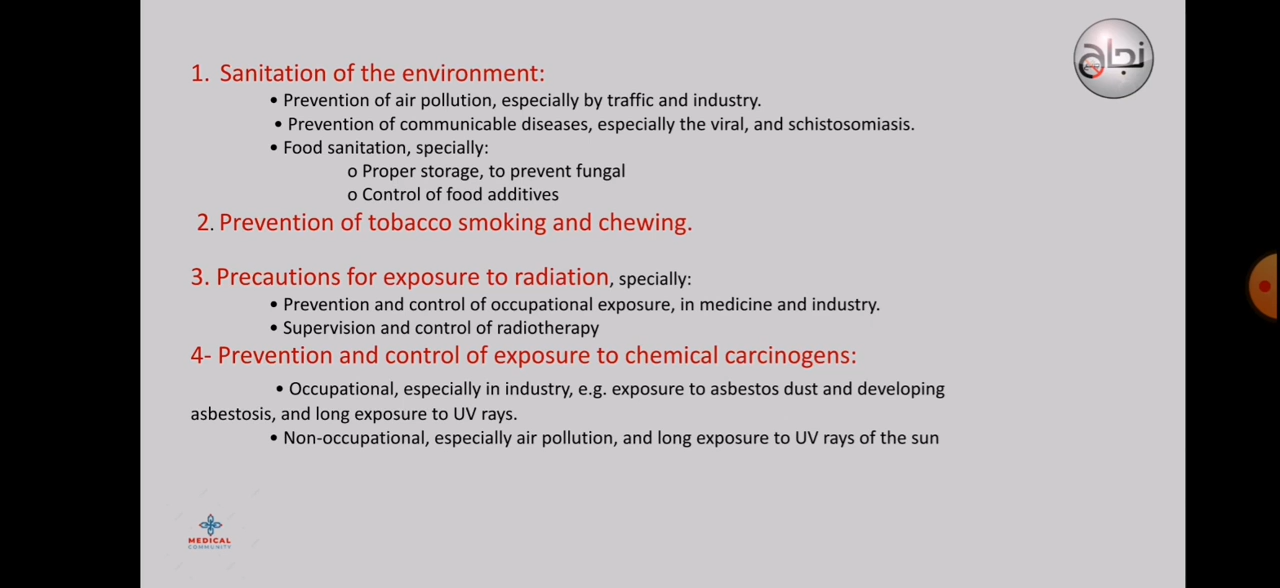 نجاح
1. Sanitation of the environment:
• Prevention of air pollution, especially by traffic and industry.
• Prevention of communicable diseases, especially the viral, and schistosomiasis.
• Food sanitation, specially:
o Proper storage, to prevent fungal
o Control of food additives
2. Prevention of tobacco smoking and chewing.
3. Precautions for exposure to radiation, specially:
• Prevention and control of occupational exposure, in medicine and industry.
• Supervision and control of radiotherapy
4- Prevention and control of exposure to chemical carcinogens:
• Occupational, especially in industry, e.g. exposure to asbestos dust and developing
asbestosis, and long exposure to UV rays.
• Non-occupational, especially air pollution, and long exposure to UV rays of the sun
MEDICAL
COMMUNITY